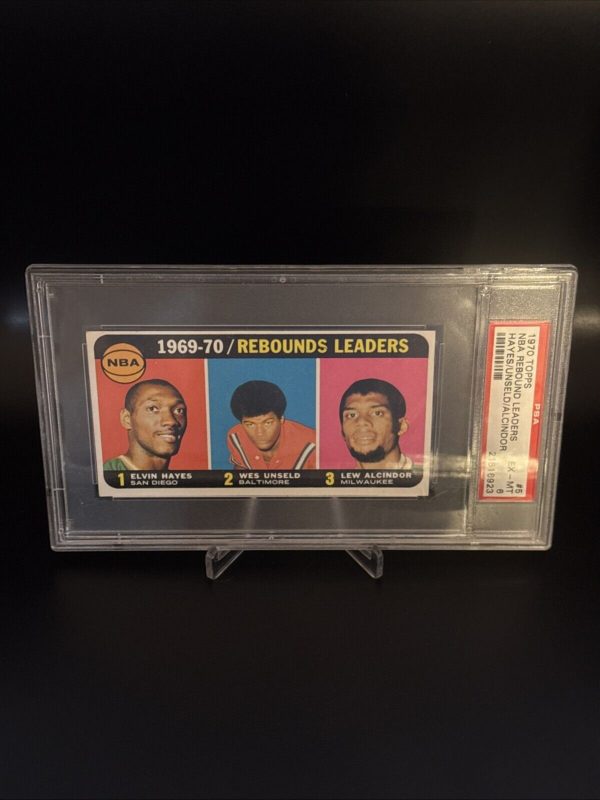 1969-70 / REBOUNDS LEADERS
NBA
1 ELVIN HAYES
SAN DIEGO
2 WES UNSELD
BALTIMORE
3 LEW ALCINDOR
MILWAUKEE
PSA
1970 TOPPS #5
NBA REBOUND LEADERS
HAYES/UNSELD/ALCINDOR EX - MT
6